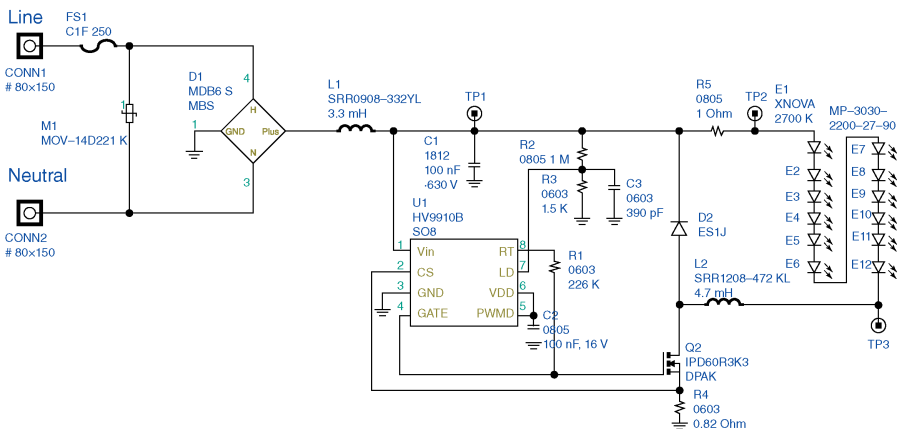 Line
FS1
C1F 250
CONN1
# 80×150
M1
MOV–14D221 K
Neutral
CONN2
# 80×150
D1
MDB6 S
MBS
4
1
3
H
GND
Plus
N
1
L1
SRR0908–332YL
3.3 mH
TP1
C1
1812
100 nF
-630 V
R2
0805 1 M
R3
0603
1.5 K
C3
0603
390 pF
U1
HV9910B
SO8
1
Vin
2
CS
3
GND
4
GATE
8
RT
7
LD
6
VDD
5
PWMD
R1
0603
226 K
C2
0805
100 nF, 16 V
R5
0805
1 Ohm
TP2
E1
XNOVA
2700 K
MP–3030–
2200–27–90
E2
E3
E4
E5
E6
E7
E8
E9
E10
E11
E12
D2
ES1J
L2
SRR1208–472 KL
4.7 mH
TP3
Q2
IPD60R3K3
DPAK
R4
0603
0.82 Ohm